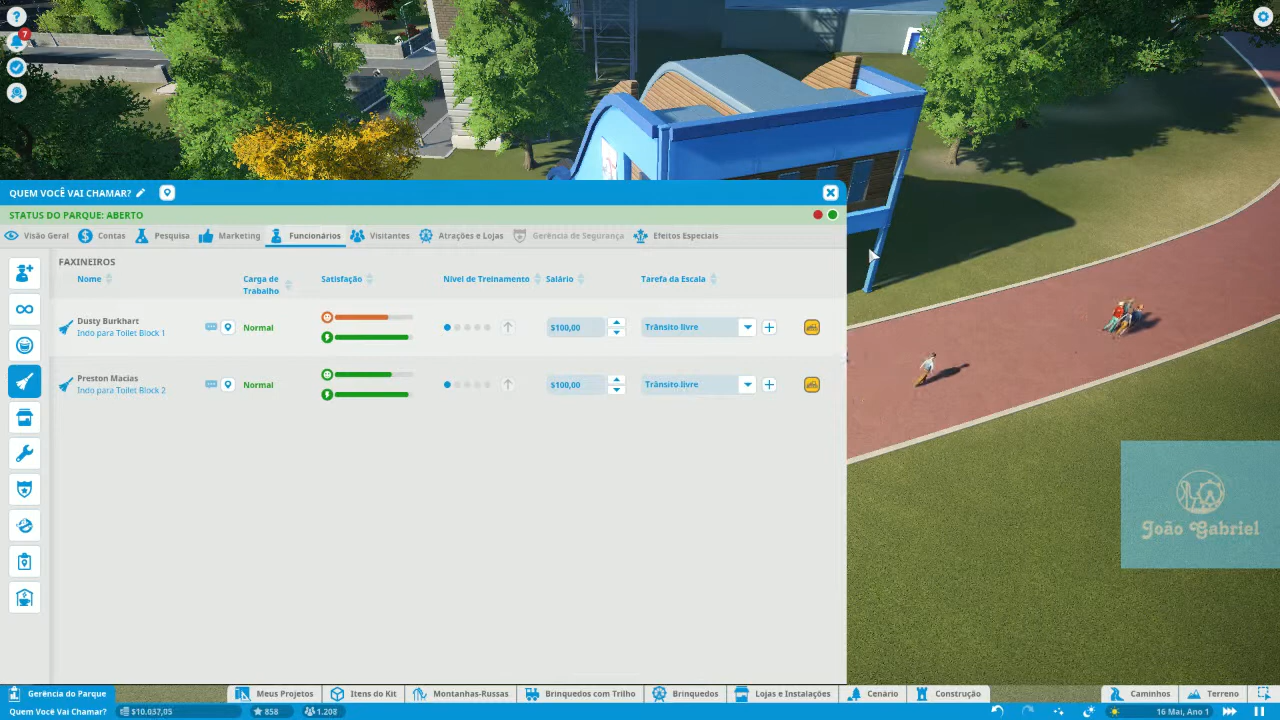 7
QUEM VOCÊ VAI CHAMAR?
STATUS DO PARQUE: ABERTO
Visão Geral Contas Pesquisa Marketing Funcionários Visitantes Atrações e Lojas Gerência de Segurança Efeitos Especiais
FAXINEIROS
Nome Carga de Trabalho Satisfação Nível de Treinamento Salário Tarefa da Escala
Dusty Burkhart
Indo para Toilet Block 1
Normal $100,00 Trânsito livre
Preston Macias
Indo para Toilet Block 2
Normal $100,00 Trânsito livre
João Gabriel
Gerência do Parque Meus Projetos Itens do Kit Montanhas-Russas Brinquedos com Trilho Brinquedos Lojas e Instalações Cenário Construção Caminhos Terreno
Quem Você Vai Chamar? $10.037,05 858 1.208 16 Mai, Ano 1